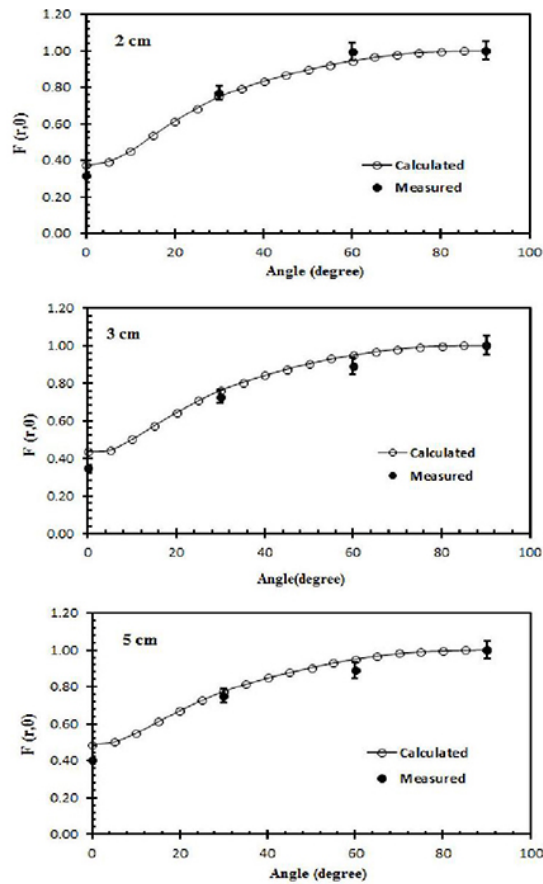 2 cm
1.20
1.00
0.80
0.60
0.40
0.20
0.00
F (r,θ)
Calculated
Measured
0 20 40 60 80 100
Angle (degree)
3 cm
1.20
1.00
0.80
0.60
0.40
0.20
0.00
F (r,θ)
Calculated
Measured
0 20 40 60 80 100
Angle(degree)
5 cm
1.20
1.00
0.80
0.60
0.40
0.20
0.00
F (r,θ)
Calculated
Measured
0 20 40 60 80 100
Angle (degree)